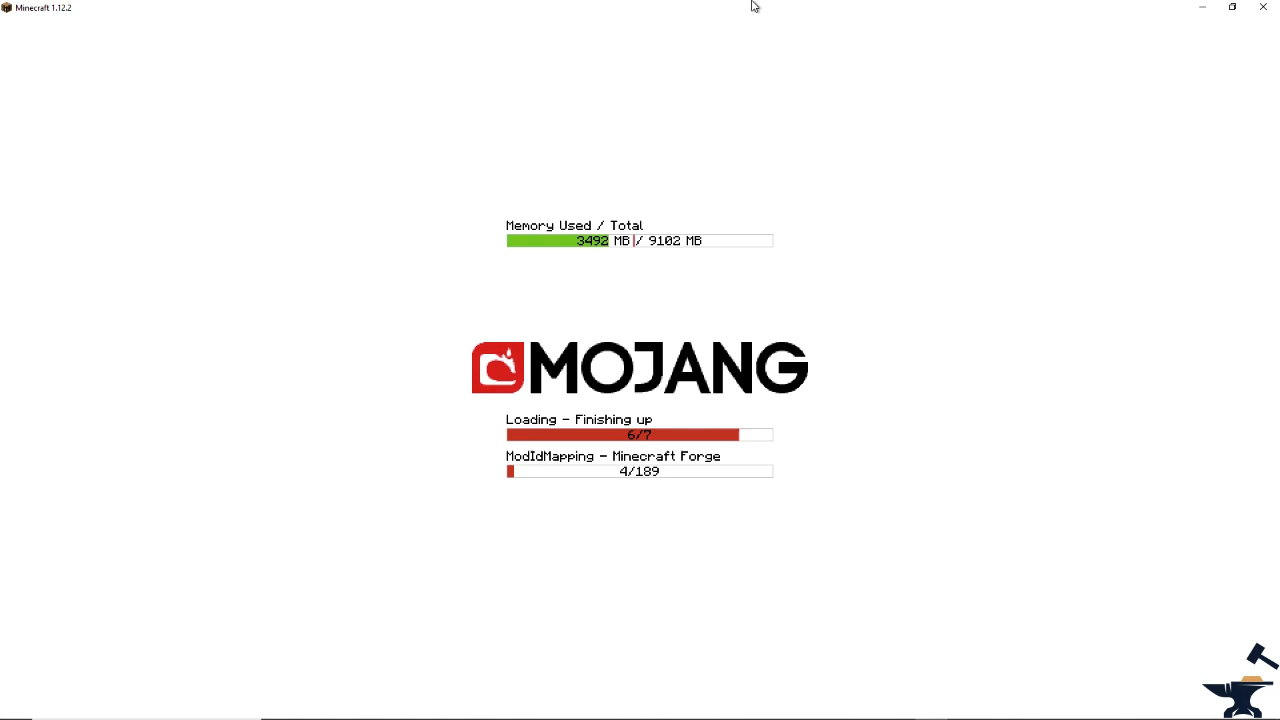 Minecraft 1.12.2
Memory Used / Total
3492 MB / 9102 MB
MOJANG
Loading - Finishing up
6/7
ModIdMapping - Minecraft Forge
4/189